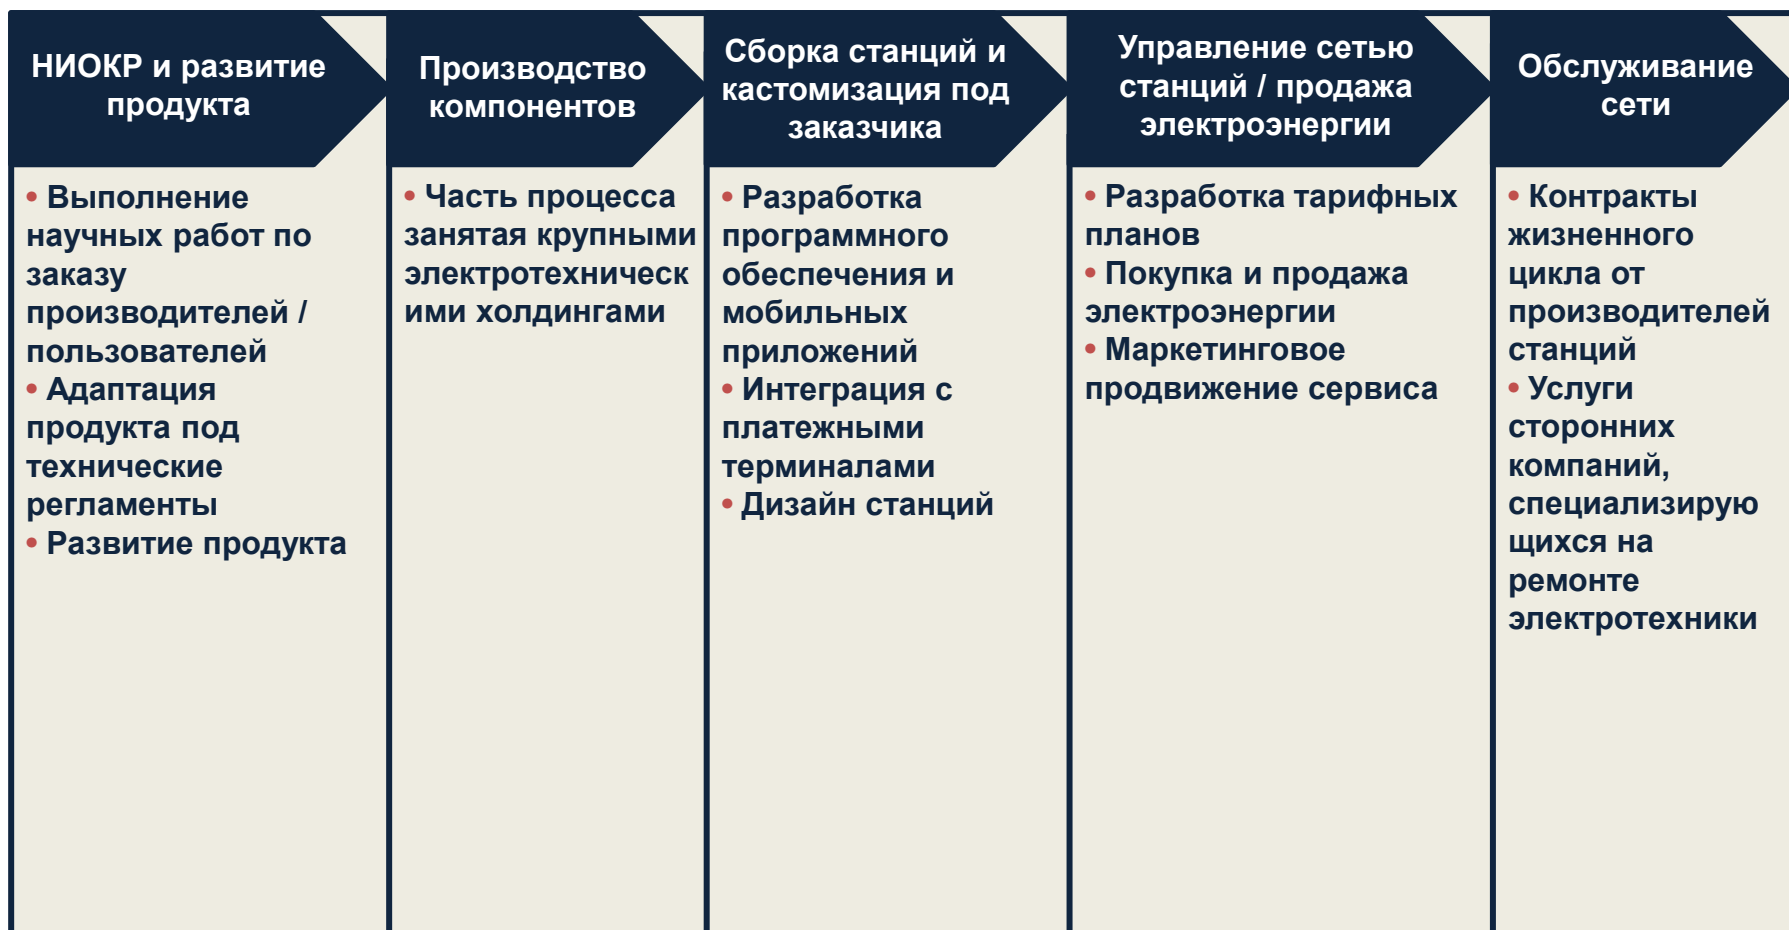 НИОКР и развитие
продукта
• Выполнение
научных работ по
заказу
производителей /
пользователей
• Адаптация
продукта под
технические
регламенты
• Развитие продукта
Производство
компонентов
• Часть процесса
занятая крупными
электротехническ
ими холдингами
Сборка станций и
кастомизация под
заказчика
• Разработка
программного
обеспечения и
мобильных
приложений
• Интеграция с
платежными
терминалами
• Дизайн станций
Управление сетью
станций / продажа
электроэнергии
• Разработка тарифных
планов
• Покупка и продажа
электроэнергии
• Маркетинговое
продвижение сервиса
Обслуживание
сети
• Контракты
жизненного
цикла от
производителей
станций
• Услуги
сторонних
компаний,
специализирую
щихся на
ремонте
электротехники